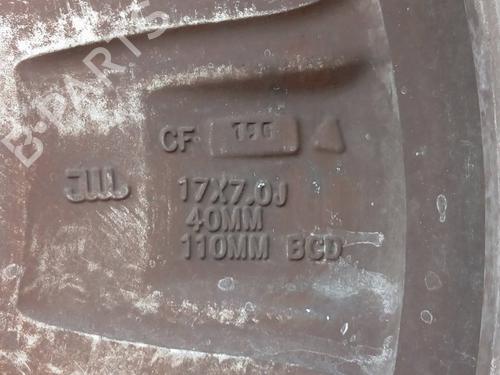 B-PARTS
CF
JWL
17X7.0J
40MM
110MM BCD